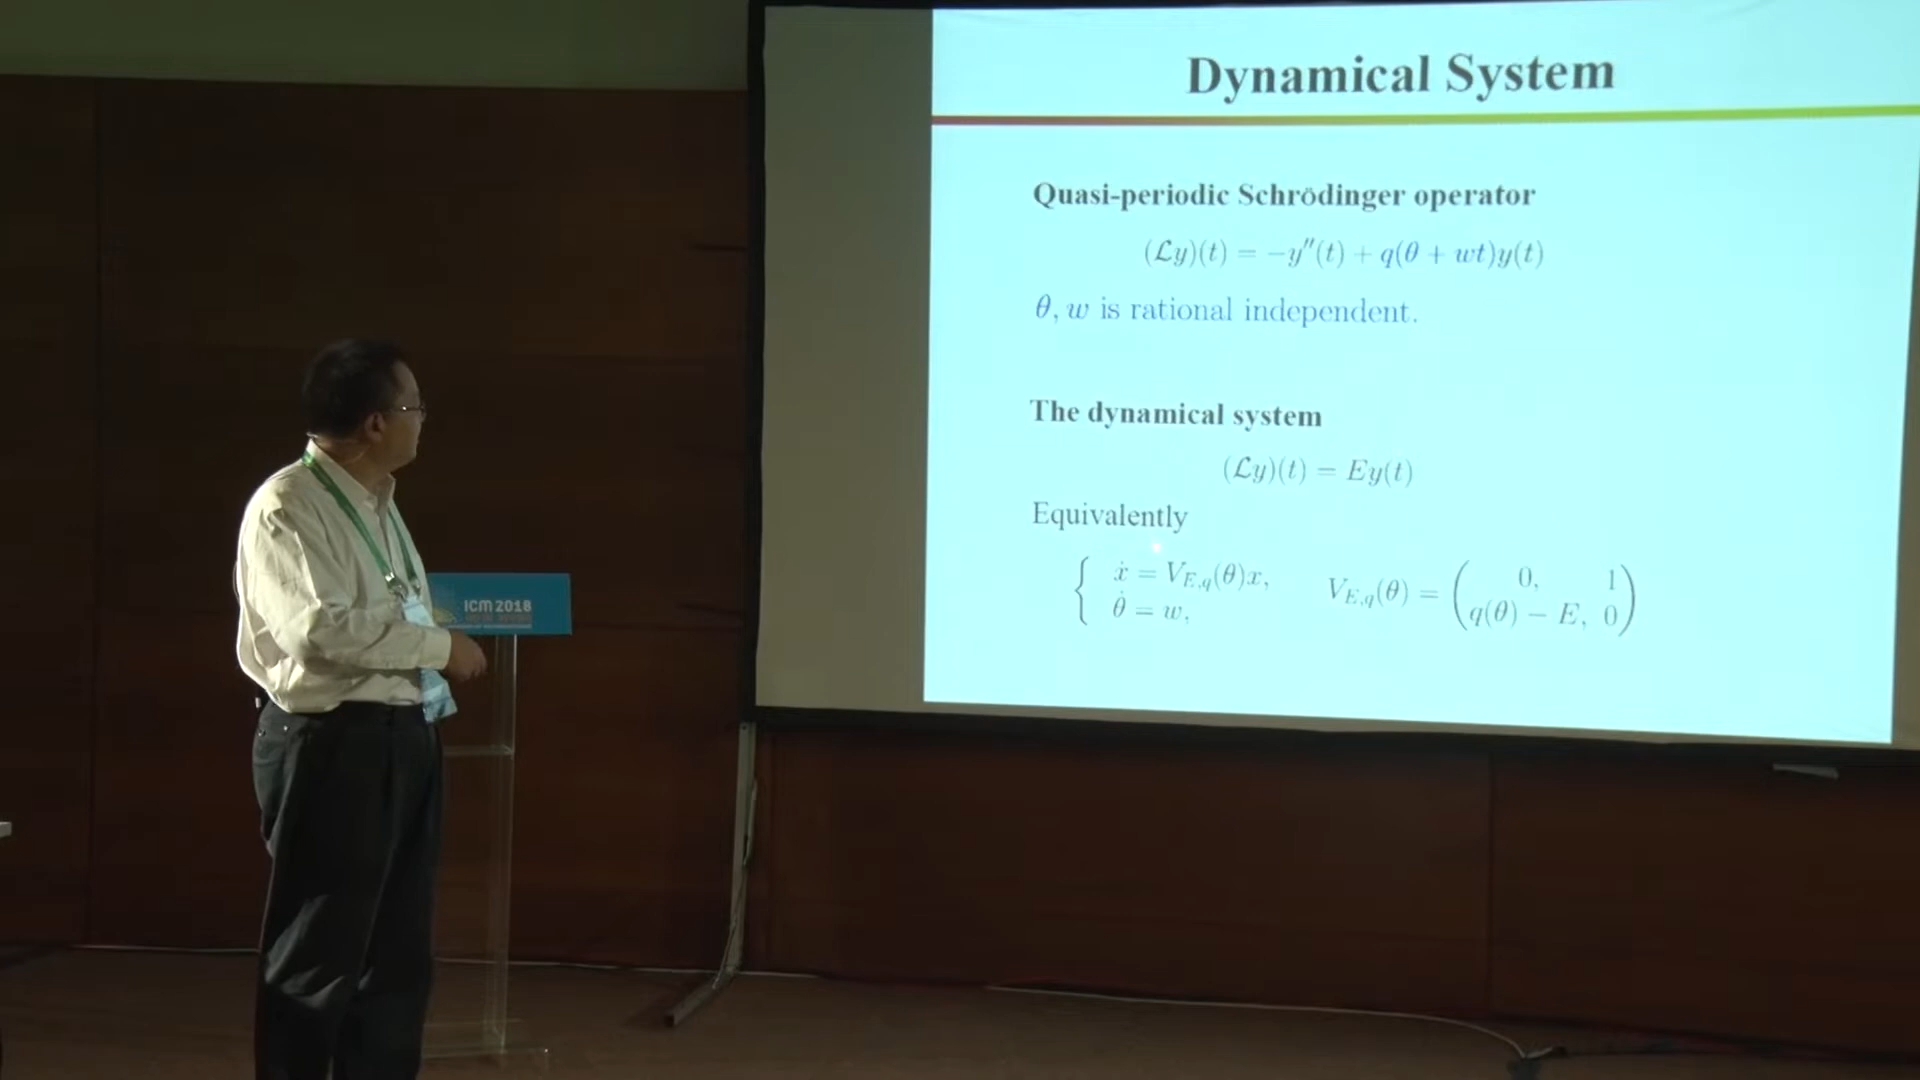 Dynamical System
Quasi-periodic Schrödinger operator
(ℒy)(t) = −y″(t) + q(θ + wt)y(t)
θ, w is rational independent.
The dynamical system
(ℒy)(t) = Ey(t)
Equivalently
{ ẋ = V_{E,q}(θ)x,
θ̇ = w,
V_{E,q}(θ) = ( 0, 1
q(θ) − E, 0 )
ICM 2018